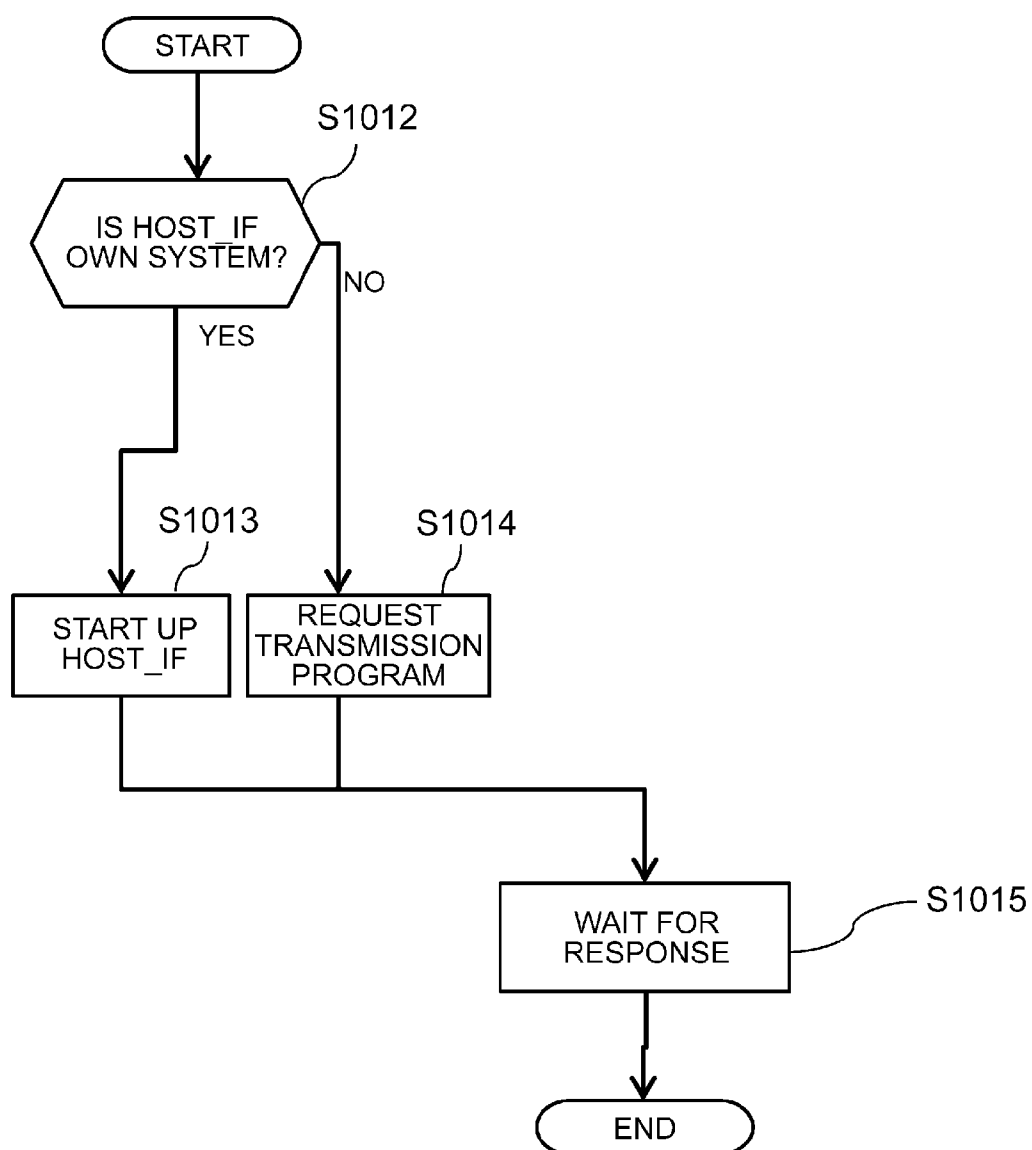 START
S1012
IS HOST_IF
OWN SYSTEM?
NO
YES
S1013
S1014
START UP
HOST_IF
REQUEST
TRANSMISSION
PROGRAM
S1015
WAIT FOR
RESPONSE
END